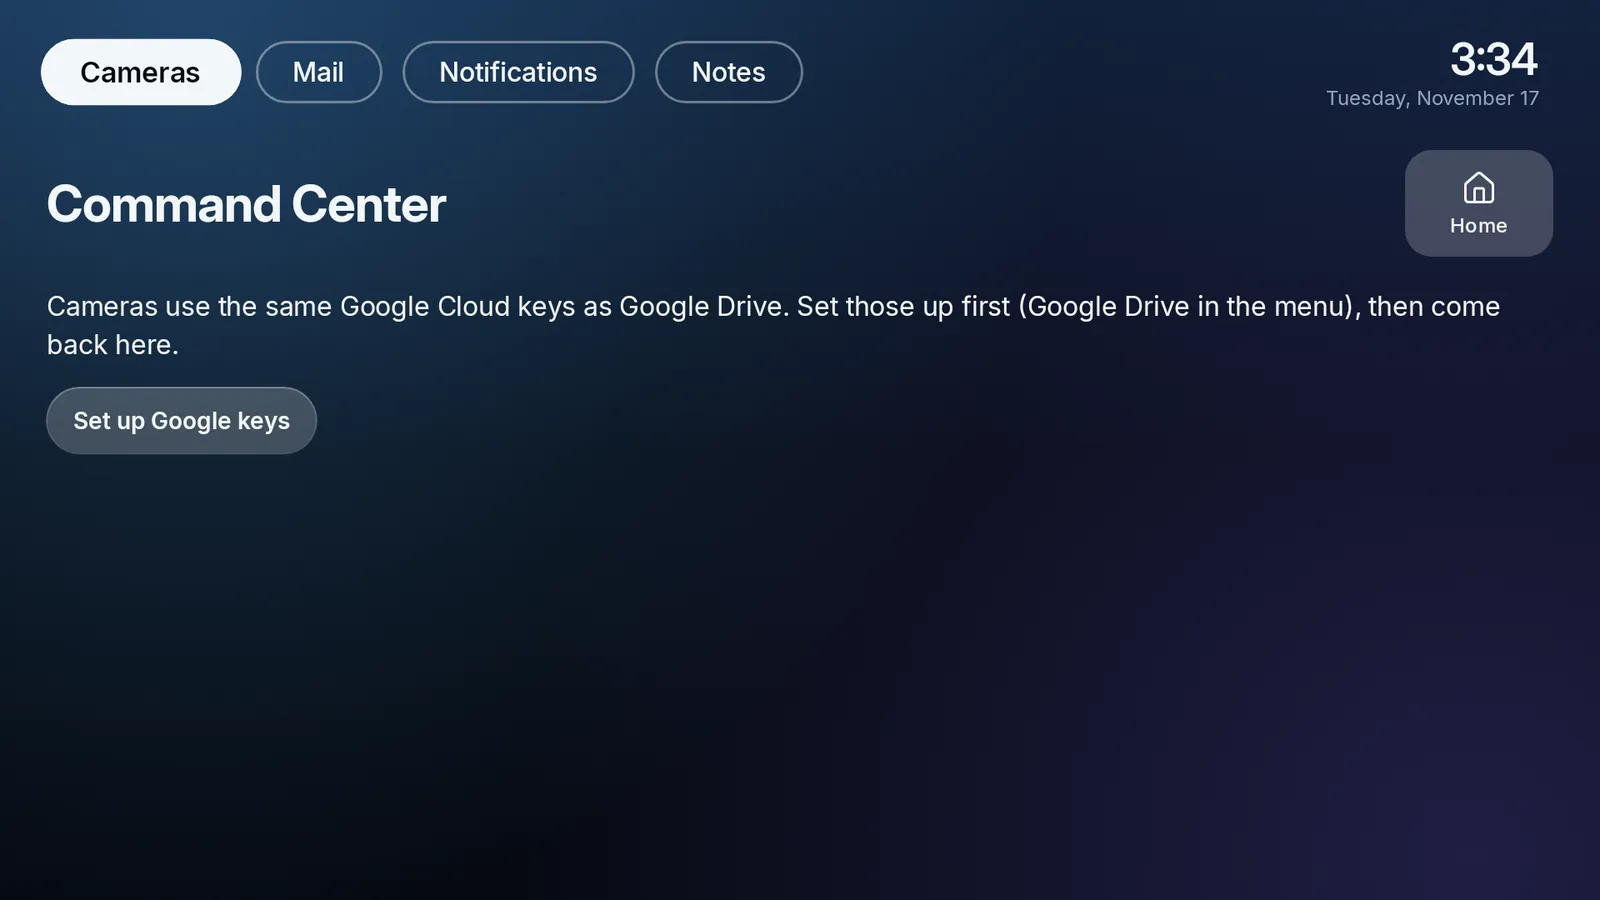 Cameras
Mail
Notifications
Notes
3:34
Tuesday, November 17
Command Center
Home
Cameras use the same Google Cloud keys as Google Drive. Set those up first (Google Drive in the menu), then come
back here.
Set up Google keys